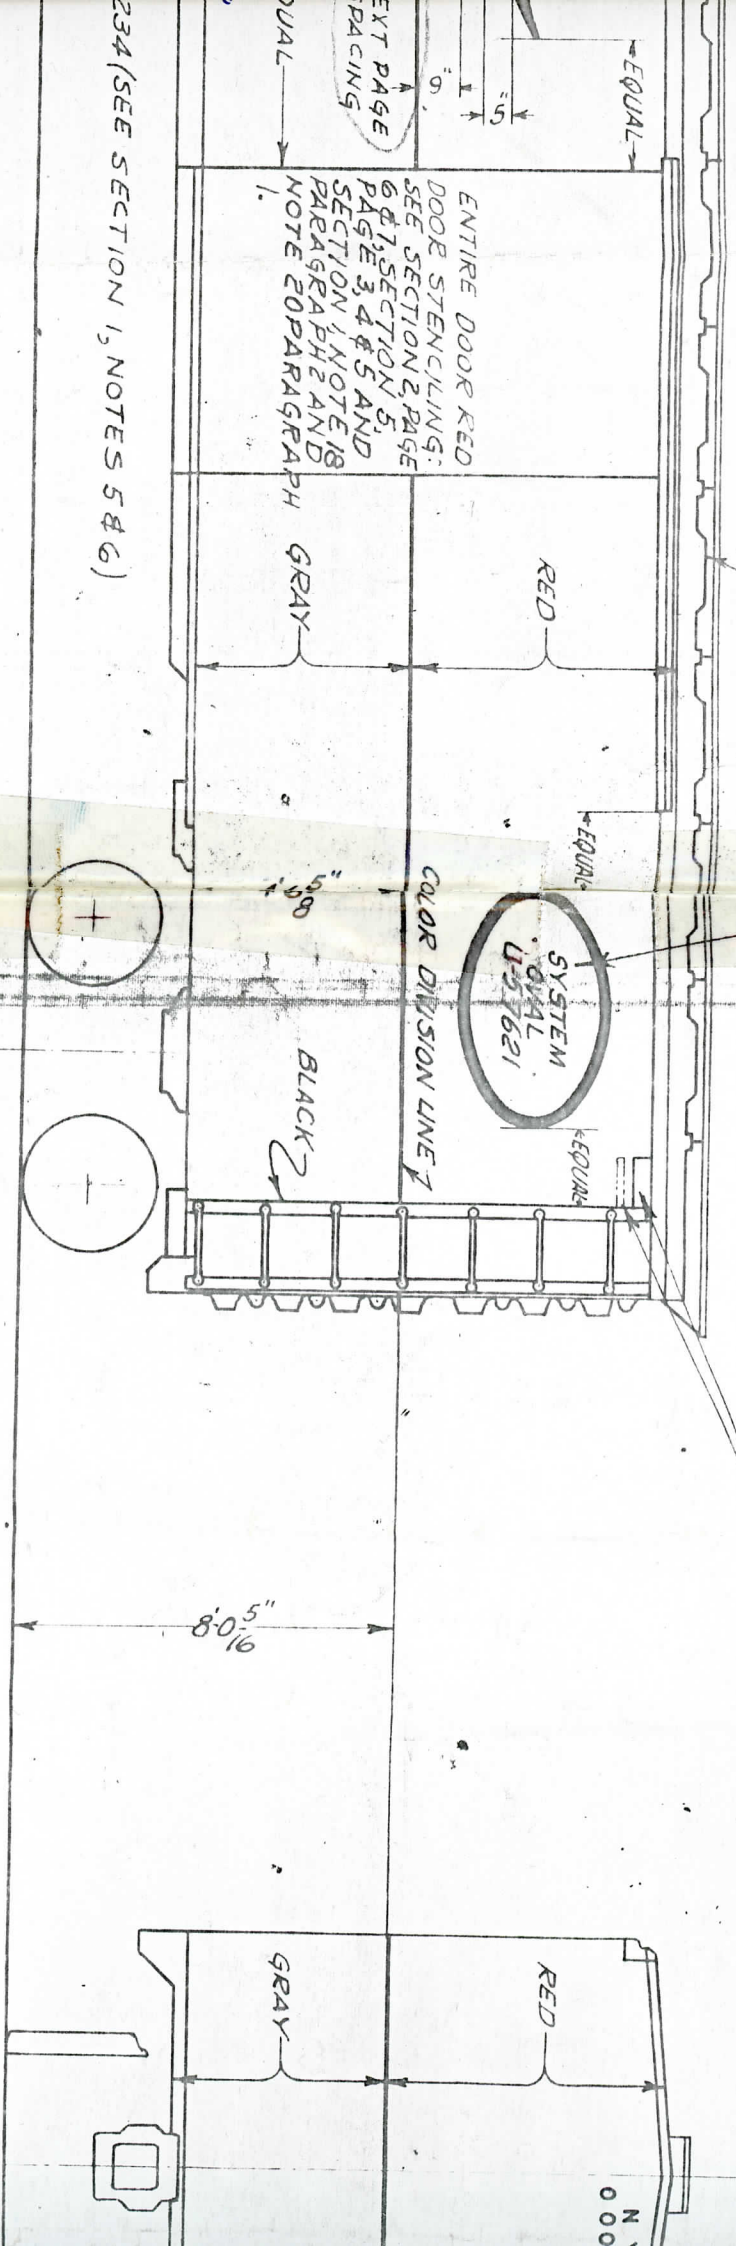 EQUAL
9"
5"
EXT PAGE
PACING
QUAL
ENTIRE DOOR RED
DOOR STENCILING:
SEE SECTION 2, PAGE
6 & 7, SECTION 5,
PAGE 3, 4 & 5 AND
SECTION 1, NOTE 18
PARAGRAPH 2 AND
NOTE 20 PARAGRAPH
1.
234 (SEE SECTION 1, NOTES 5 & 6)
RED
GRAY
EQUAL
SYSTEM
OVAL
U-5-7621
EQUAL
COLOR DIVISION LINE
BLACK
8'-0 5/16"
RED
GRAY
N
000